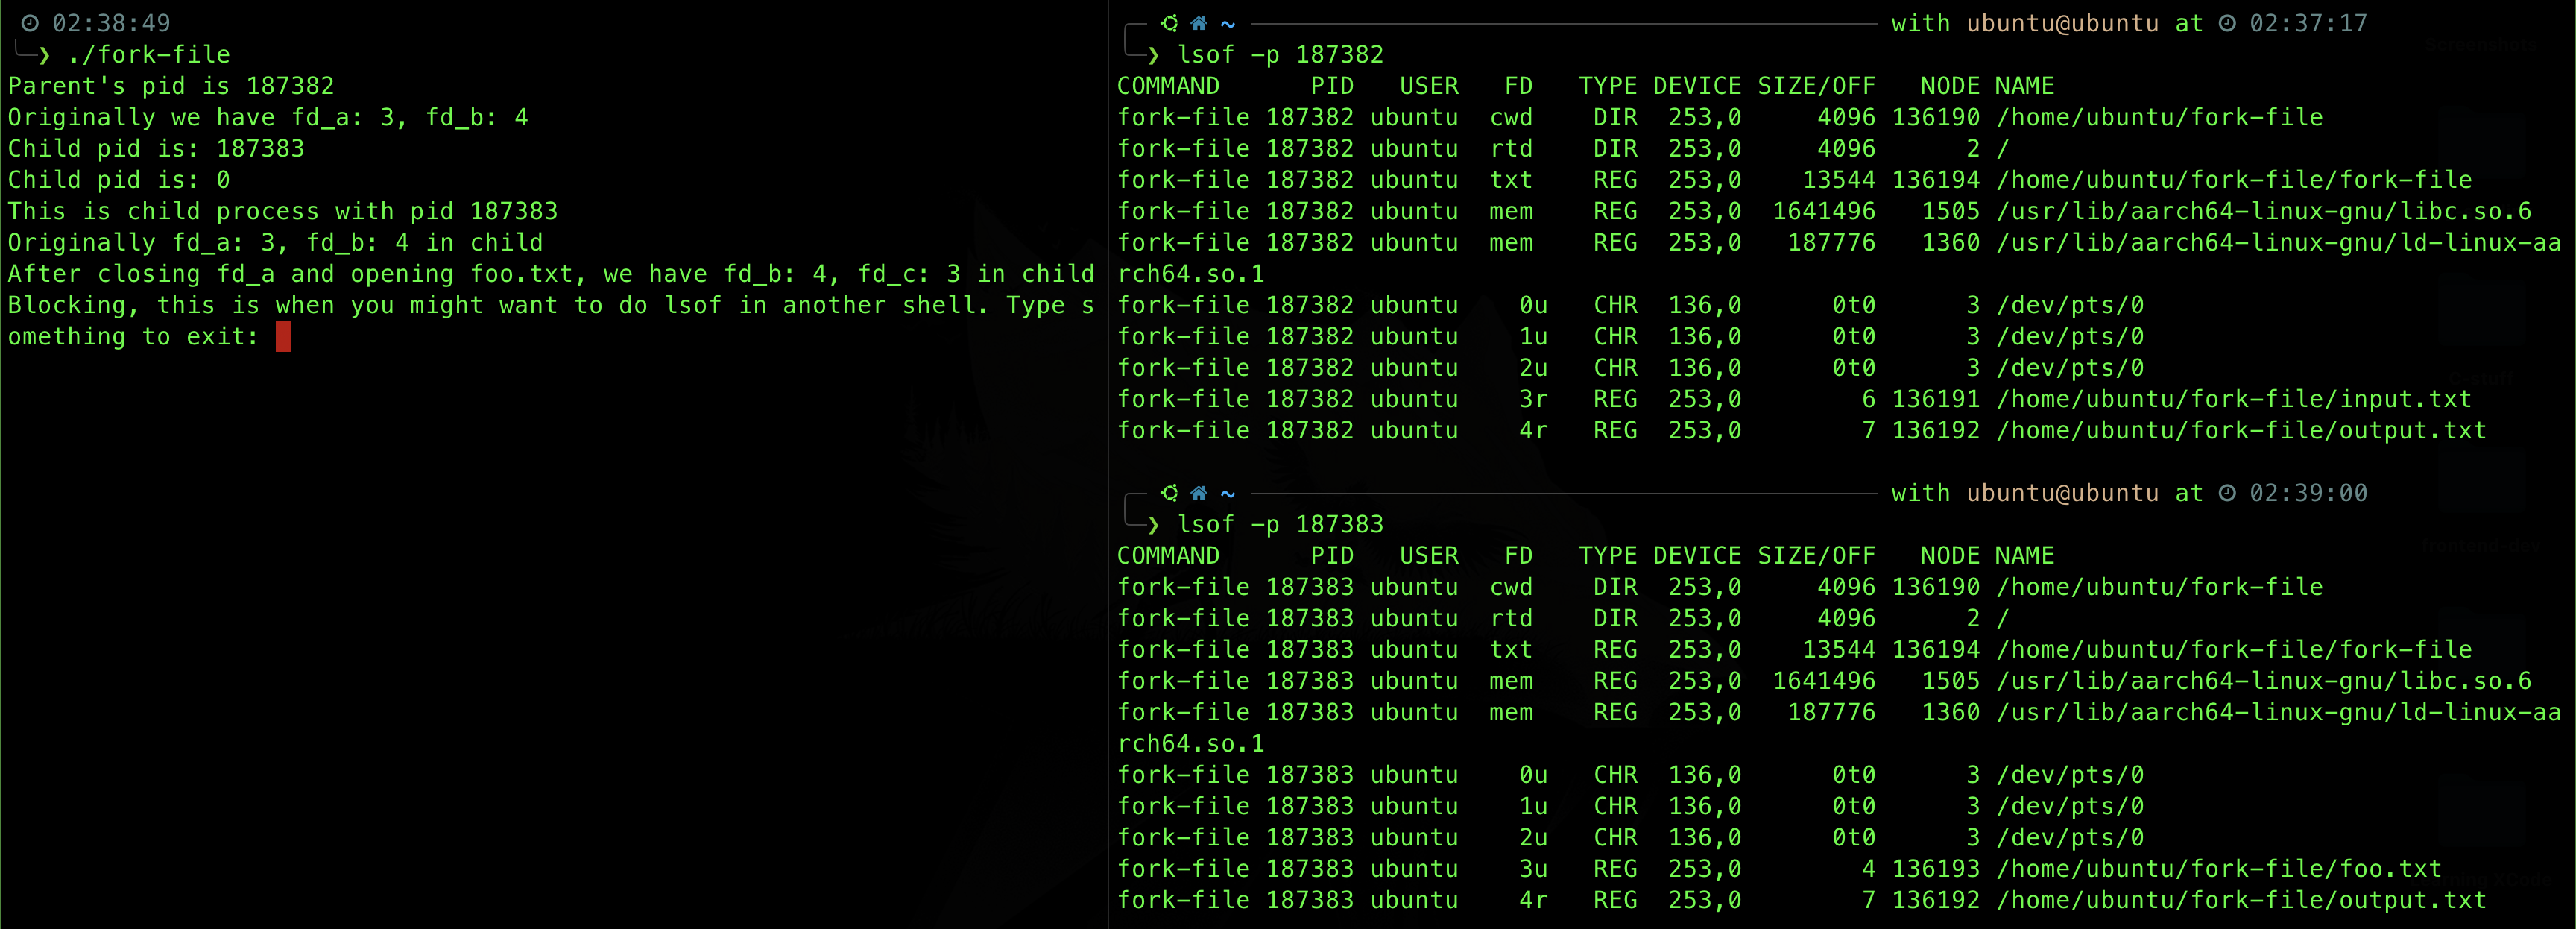 02:38:49
❯ ./fork-file
Parent's pid is 187382
Originally we have fd_a: 3, fd_b: 4
Child pid is: 187383
Child pid is: 0
This is child process with pid 187383
Originally fd_a: 3, fd_b: 4 in child
After closing fd_a and opening foo.txt, we have fd_b: 4, fd_c: 3 in child
Blocking, this is when you might want to do lsof in another shell. Type s
omething to exit:
~ with ubuntu@ubuntu at 02:37:17
❯ lsof -p 187382
COMMAND PID USER FD TYPE DEVICE SIZE/OFF NODE NAME
fork-file 187382 ubuntu cwd DIR 253,0 4096 136190 /home/ubuntu/fork-file
fork-file 187382 ubuntu rtd DIR 253,0 4096 2 /
fork-file 187382 ubuntu txt REG 253,0 13544 136194 /home/ubuntu/fork-file/fork-file
fork-file 187382 ubuntu mem REG 253,0 1641496 1505 /usr/lib/aarch64-linux-gnu/libc.so.6
fork-file 187382 ubuntu mem REG 253,0 187776 1360 /usr/lib/aarch64-linux-gnu/ld-linux-aa
rch64.so.1
fork-file 187382 ubuntu 0u CHR 136,0 0t0 3 /dev/pts/0
fork-file 187382 ubuntu 1u CHR 136,0 0t0 3 /dev/pts/0
fork-file 187382 ubuntu 2u CHR 136,0 0t0 3 /dev/pts/0
fork-file 187382 ubuntu 3r REG 253,0 6 136191 /home/ubuntu/fork-file/input.txt
fork-file 187382 ubuntu 4r REG 253,0 7 136192 /home/ubuntu/fork-file/output.txt
~ with ubuntu@ubuntu at 02:39:00
❯ lsof -p 187383
COMMAND PID USER FD TYPE DEVICE SIZE/OFF NODE NAME
fork-file 187383 ubuntu cwd DIR 253,0 4096 136190 /home/ubuntu/fork-file
fork-file 187383 ubuntu rtd DIR 253,0 4096 2 /
fork-file 187383 ubuntu txt REG 253,0 13544 136194 /home/ubuntu/fork-file/fork-file
fork-file 187383 ubuntu mem REG 253,0 1641496 1505 /usr/lib/aarch64-linux-gnu/libc.so.6
fork-file 187383 ubuntu mem REG 253,0 187776 1360 /usr/lib/aarch64-linux-gnu/ld-linux-aa
rch64.so.1
fork-file 187383 ubuntu 0u CHR 136,0 0t0 3 /dev/pts/0
fork-file 187383 ubuntu 1u CHR 136,0 0t0 3 /dev/pts/0
fork-file 187383 ubuntu 2u CHR 136,0 0t0 3 /dev/pts/0
fork-file 187383 ubuntu 3u REG 253,0 4 136193 /home/ubuntu/fork-file/foo.txt
fork-file 187383 ubuntu 4r REG 253,0 7 136192 /home/ubuntu/fork-file/output.txt